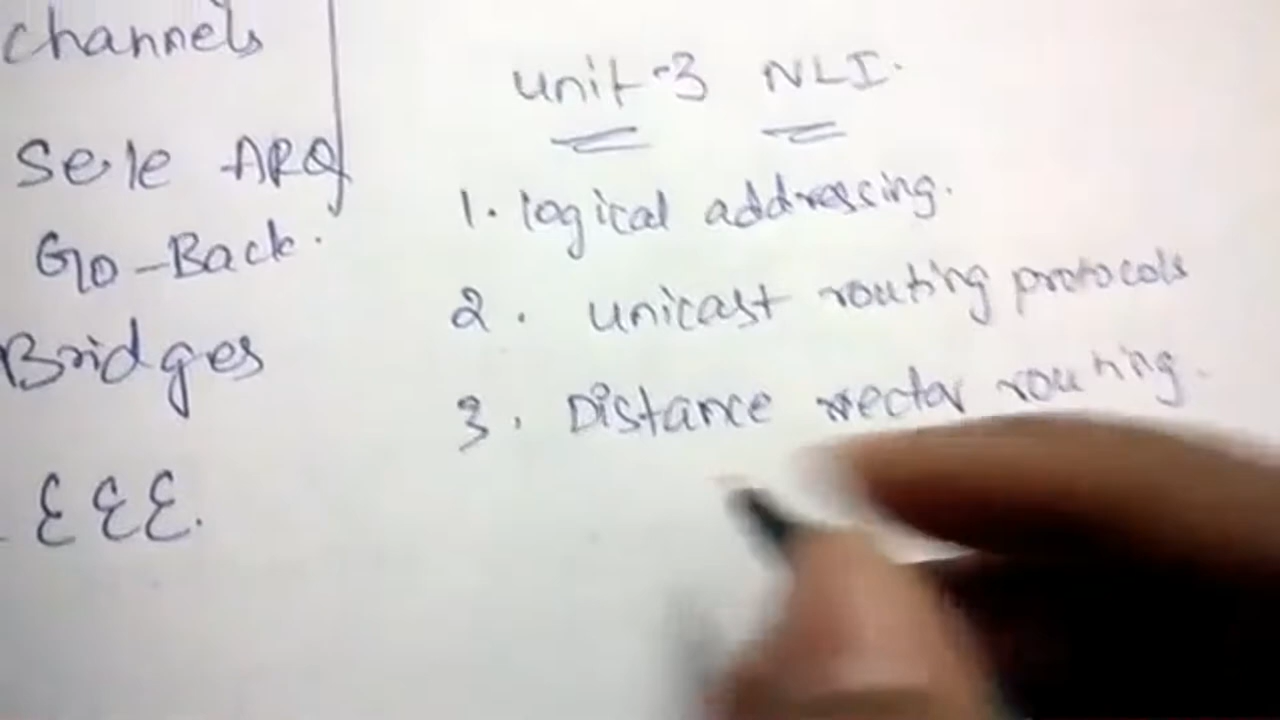 channels
Sele ARQ
Go-Back.
Bridges
EEE.
unit-3 NLI.
1. logical addressing.
2. unicast routing protocols
3. Distance vector routing.